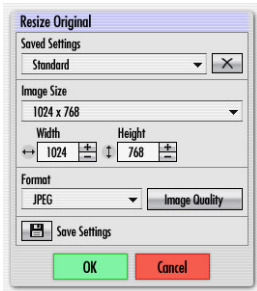 Resize Original
Saved Settings
Standard
Image Size
1024 x 768
Width Height
1024 768
Format
JPEG Image Quality
Save Settings
OK Cancel